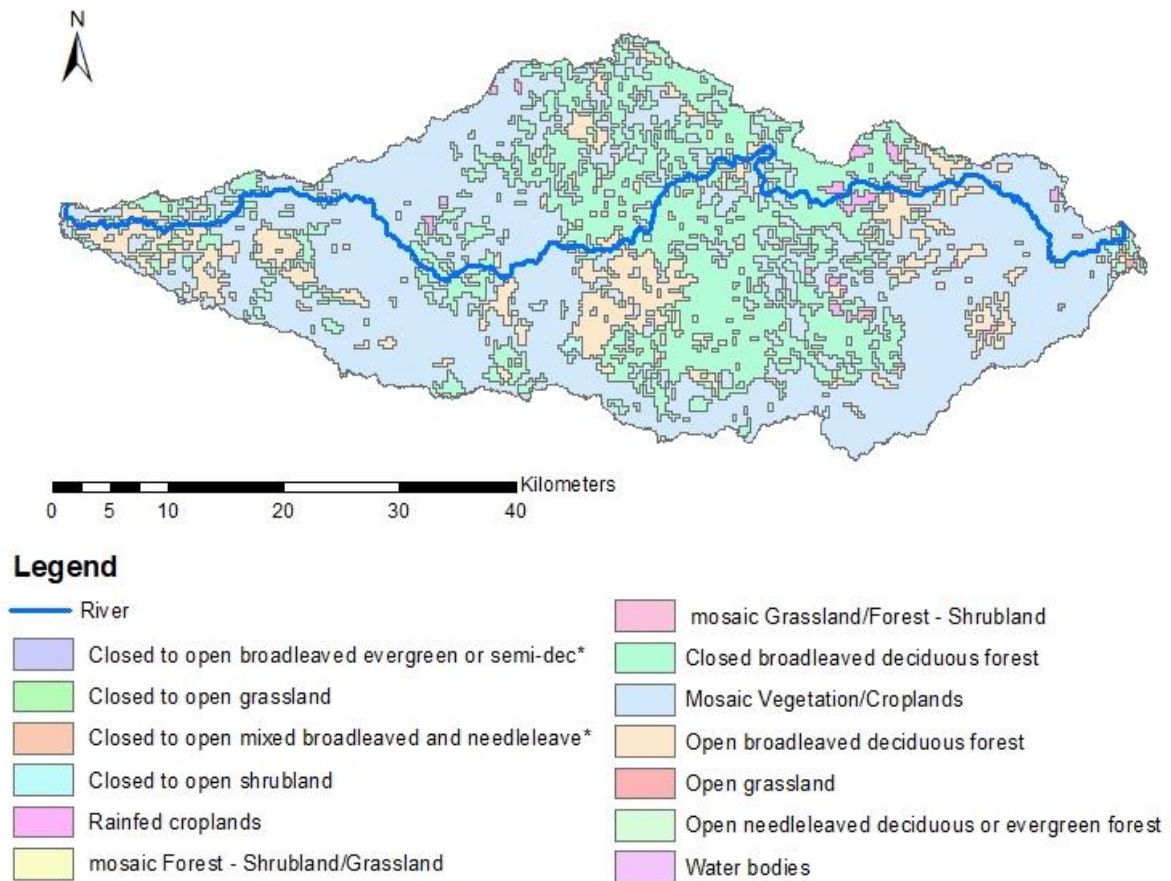 N
Kilometers
0 5 10 20 30 40
Legend
River
Closed to open broadleaved evergreen or semi-dec*
Closed to open grassland
Closed to open mixed broadleaved and needleleave*
Closed to open shrubland
Rainfed croplands
mosaic Forest - Shrubland/Grassland
mosaic Grassland/Forest - Shrubland
Closed broadleaved deciduous forest
Mosaic Vegetation/Croplands
Open broadleaved deciduous forest
Open grassland
Open needleleaved deciduous or evergreen forest
Water bodies